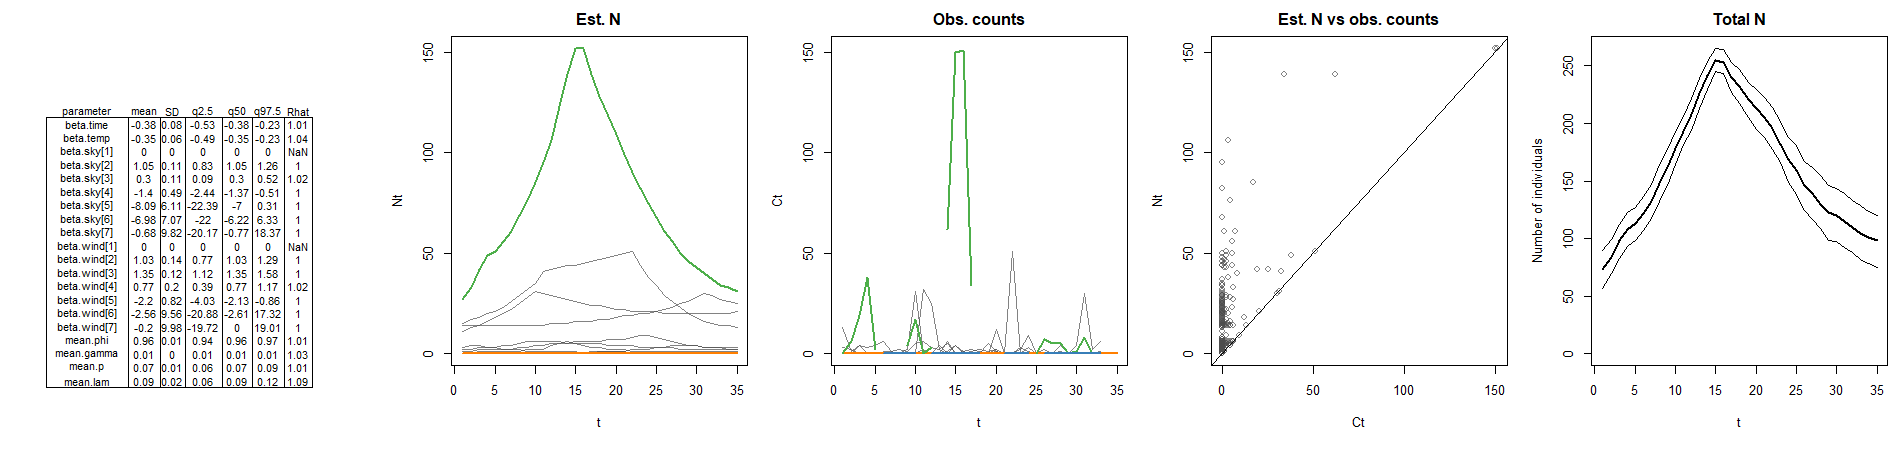 parameter mean SD q2.5 q50 q97.5 Rhat
beta.time -0.38 0.08 -0.53 -0.38 -0.23 1.01
beta.temp -0.35 0.06 -0.49 -0.35 -0.23 1.04
beta.sky[1] 0 0 0 0 0 NaN
beta.sky[2] 1.05 0.11 0.83 1.05 1.26 1
beta.sky[3] 0.3 0.11 0.09 0.3 0.52 1.02
beta.sky[4] -1.4 0.49 -2.44 -1.37 -0.51 1
beta.sky[5] -8.09 6.11 -22.39 -7 0.31 1
beta.sky[6] -6.98 7.07 -22 -6.22 6.33 1
beta.sky[7] -0.68 9.82 -20.17 -0.77 18.37 1
beta.wind[1] 0 0 0 0 0 NaN
beta.wind[2] 1.03 0.14 0.77 1.03 1.29 1
beta.wind[3] 1.35 0.12 1.12 1.35 1.58 1
beta.wind[4] 0.77 0.2 0.39 0.77 1.17 1.02
beta.wind[5] -2.2 0.82 -4.03 -2.13 -0.86 1
beta.wind[6] -2.56 9.56 -20.88 -2.61 17.32 1
beta.wind[7] -0.2 9.98 -19.72 0 19.01 1
mean.phi 0.96 0.01 0.94 0.96 0.97 1.01
mean.gamma 0.01 0 0.01 0.01 0.01 1.03
mean.p 0.07 0.01 0.06 0.07 0.09 1.01
mean.lam 0.09 0.02 0.06 0.09 0.12 1.09
Est. N
Nt
150
100
50
0
0 5 10 15 20 25 30 35
t
Obs. counts
Ct
150
100
50
0
0 5 10 15 20 25 30 35
t
Est. N vs obs. counts
Nt
150
100
50
0
0 50 100 150
Ct
Total N
Number of individuals
250
200
150
100
50
0
0 5 10 15 20 25 30 35
t